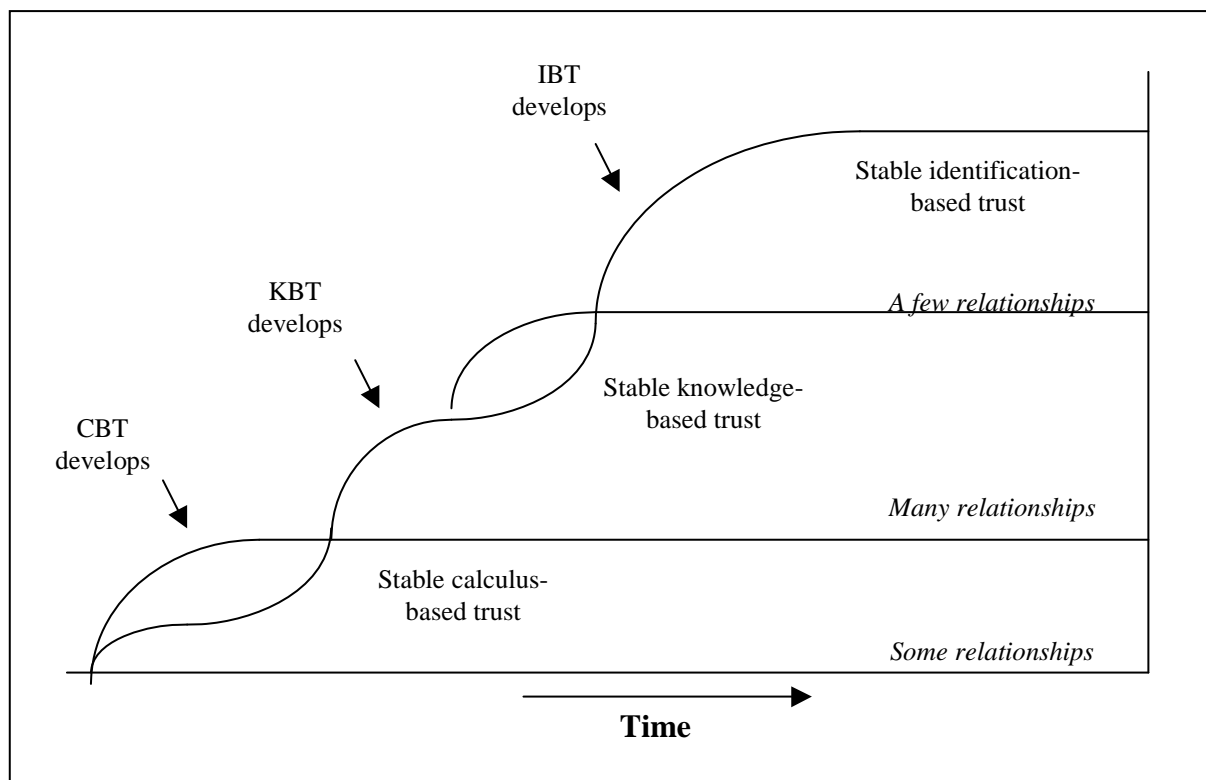 IBT
develops
Stable identification-
based trust
A few relationships
KBT
develops
Stable knowledge-
based trust
CBT
develops
Many relationships
Stable calculus-
based trust
Some relationships
Time